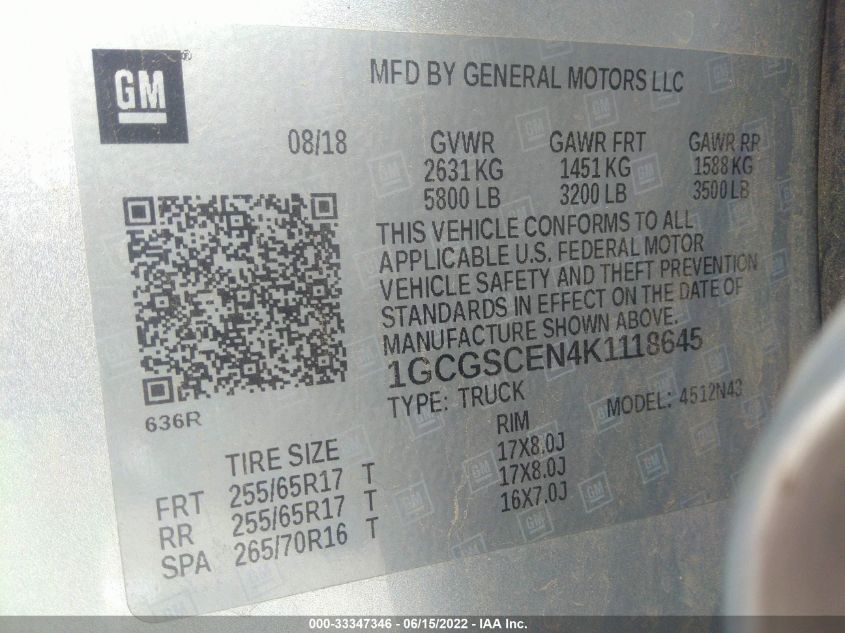 GM
MFD BY GENERAL MOTORS LLC
08/18 GVWR GAWR FRT GAWR RR
2631 KG 1451 KG 1588 KG
5800 LB 3200 LB 3500 LB
THIS VEHICLE CONFORMS TO ALL
APPLICABLE U.S. FEDERAL MOTOR
VEHICLE SAFETY AND THEFT PREVENTION
STANDARDS IN EFFECT ON THE DATE OF
MANUFACTURE SHOWN ABOVE.
1GCGSCEN4K1118645
TYPE: TRUCK MODEL: 4512N43
636R
TIRE SIZE RIM
FRT 255/65R17 T 17X8.0J
RR 255/65R17 T 17X8.0J
SPA 265/70R16 T 16X7.0J
000-33347346 - 06/15/2022 - IAA Inc.